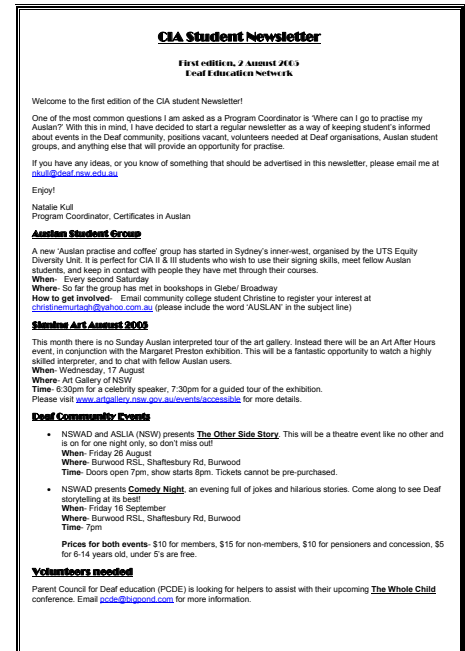 CIA Student Newsletter
First edition, 2 August 2005
Deaf Education Network
Welcome to the first edition of the CIA student Newsletter!
One of the most common questions I am asked as a Program Coordinator is 'Where can I go to practise my
Auslan?' With this in mind, I have decided to start a regular newsletter as a way of keeping student's informed
about events in the Deaf community, positions vacant, volunteers needed at Deaf organisations, Auslan student
groups, and anything else that will provide an opportunity for practise.
If you have any ideas, or you know of something that should be advertised in this newsletter, please email me at
nkull@deaf.nsw.edu.au
Enjoy!
Natalie Kull
Program Coordinator, Certificates in Auslan
Auslan Student Group
A new 'Auslan practise and coffee' group has started in Sydney's inner-west, organised by the UTS Equity
Diversity Unit. It is perfect for CIA II & III students who wish to use their signing skills, meet fellow Auslan
students, and keep in contact with people they have met through their courses.
When- Every second Saturday
Where- So far the group has met in bookshops in Glebe/ Broadway
How to get involved- Email community college student Christine to register your interest at
christinemurtagh@yahoo.com.au (please include the word 'AUSLAN' in the subject line)
Signing Art August 2005
This month there is no Sunday Auslan interpreted tour of the art gallery. Instead there will be an Art After Hours
event, in conjunction with the Margaret Preston exhibition. This will be a fantastic opportunity to watch a highly
skilled interpreter, and to chat with fellow Auslan users.
When- Wednesday, 17 August
Where- Art Gallery of NSW
Time- 6:30pm for a celebrity speaker, 7:30pm for a guided tour of the exhibition.
Please visit www.artgallery.nsw.gov.au/events/accessible for more details.
Deaf Community Events
• NSWAD and ASLIA (NSW) presents The Other Side Story. This will be a theatre event like no other and
is on for one night only, so don't miss out!
When- Friday 26 August
Where- Burwood RSL, Shaftesbury Rd, Burwood
Time- Doors open 7pm, show starts 8pm. Tickets cannot be pre-purchased.
• NSWAD presents Comedy Night, an evening full of jokes and hilarious stories. Come along to see Deaf
storytelling at its best!
When- Friday 16 September
Where- Burwood RSL, Shaftesbury Rd, Burwood
Time- 7pm
Prices for both events- $10 for members, $15 for non-members, $10 for pensioners and concession, $5
for 6-14 years old, under 5's are free.
Volunteers needed
Parent Council for Deaf education (PCDE) is looking for helpers to assist with their upcoming The Whole Child
conference. Email pcde@bigpond.com for more information.